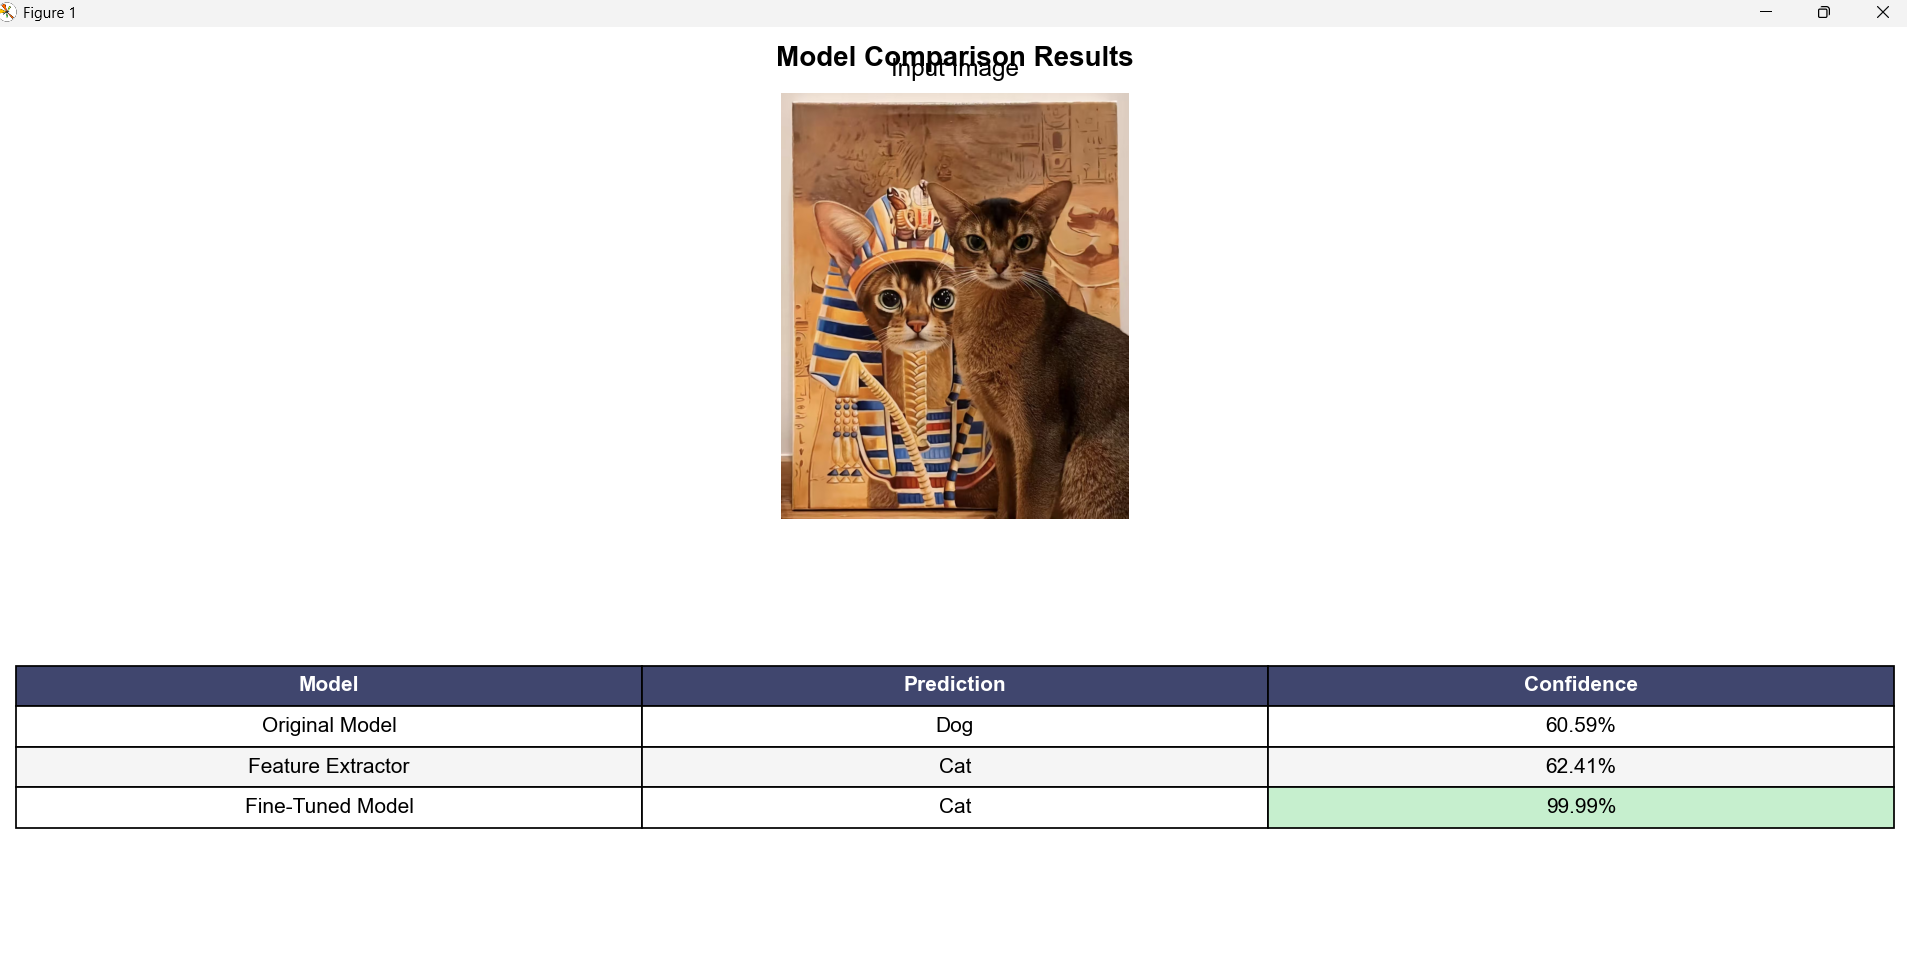 Figure 1
Model Comparison Results
Input Image
Model Prediction Confidence
Original Model Dog 60.59%
Feature Extractor Cat 62.41%
Fine-Tuned Model Cat 99.99%